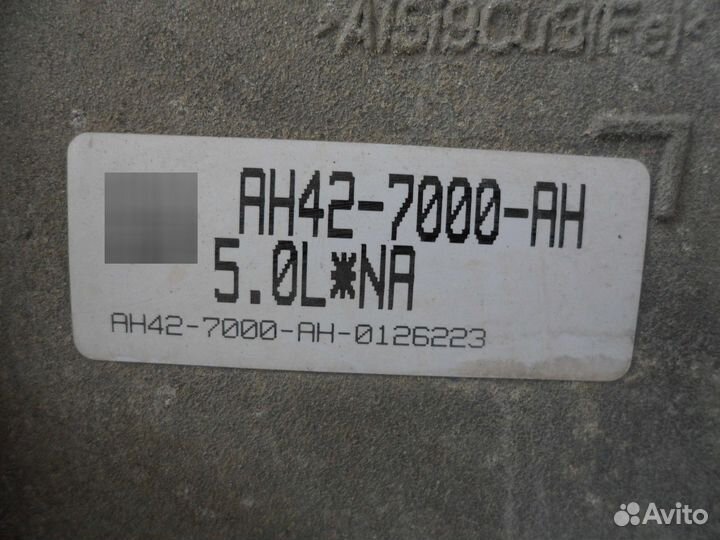 >AlSi9Cu3(Fe)<
AH42-7000-AH
5.0L*NA
AH42-7000-AH-0126223
Avito